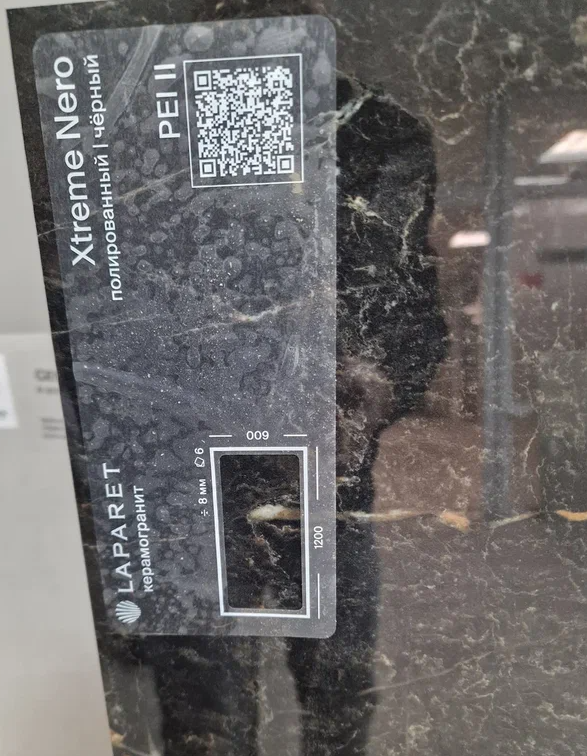 LAPARET
керамогранит
Xtreme Nero
полированный | чёрный
PEI II
÷ 8 мм
6
600
1200